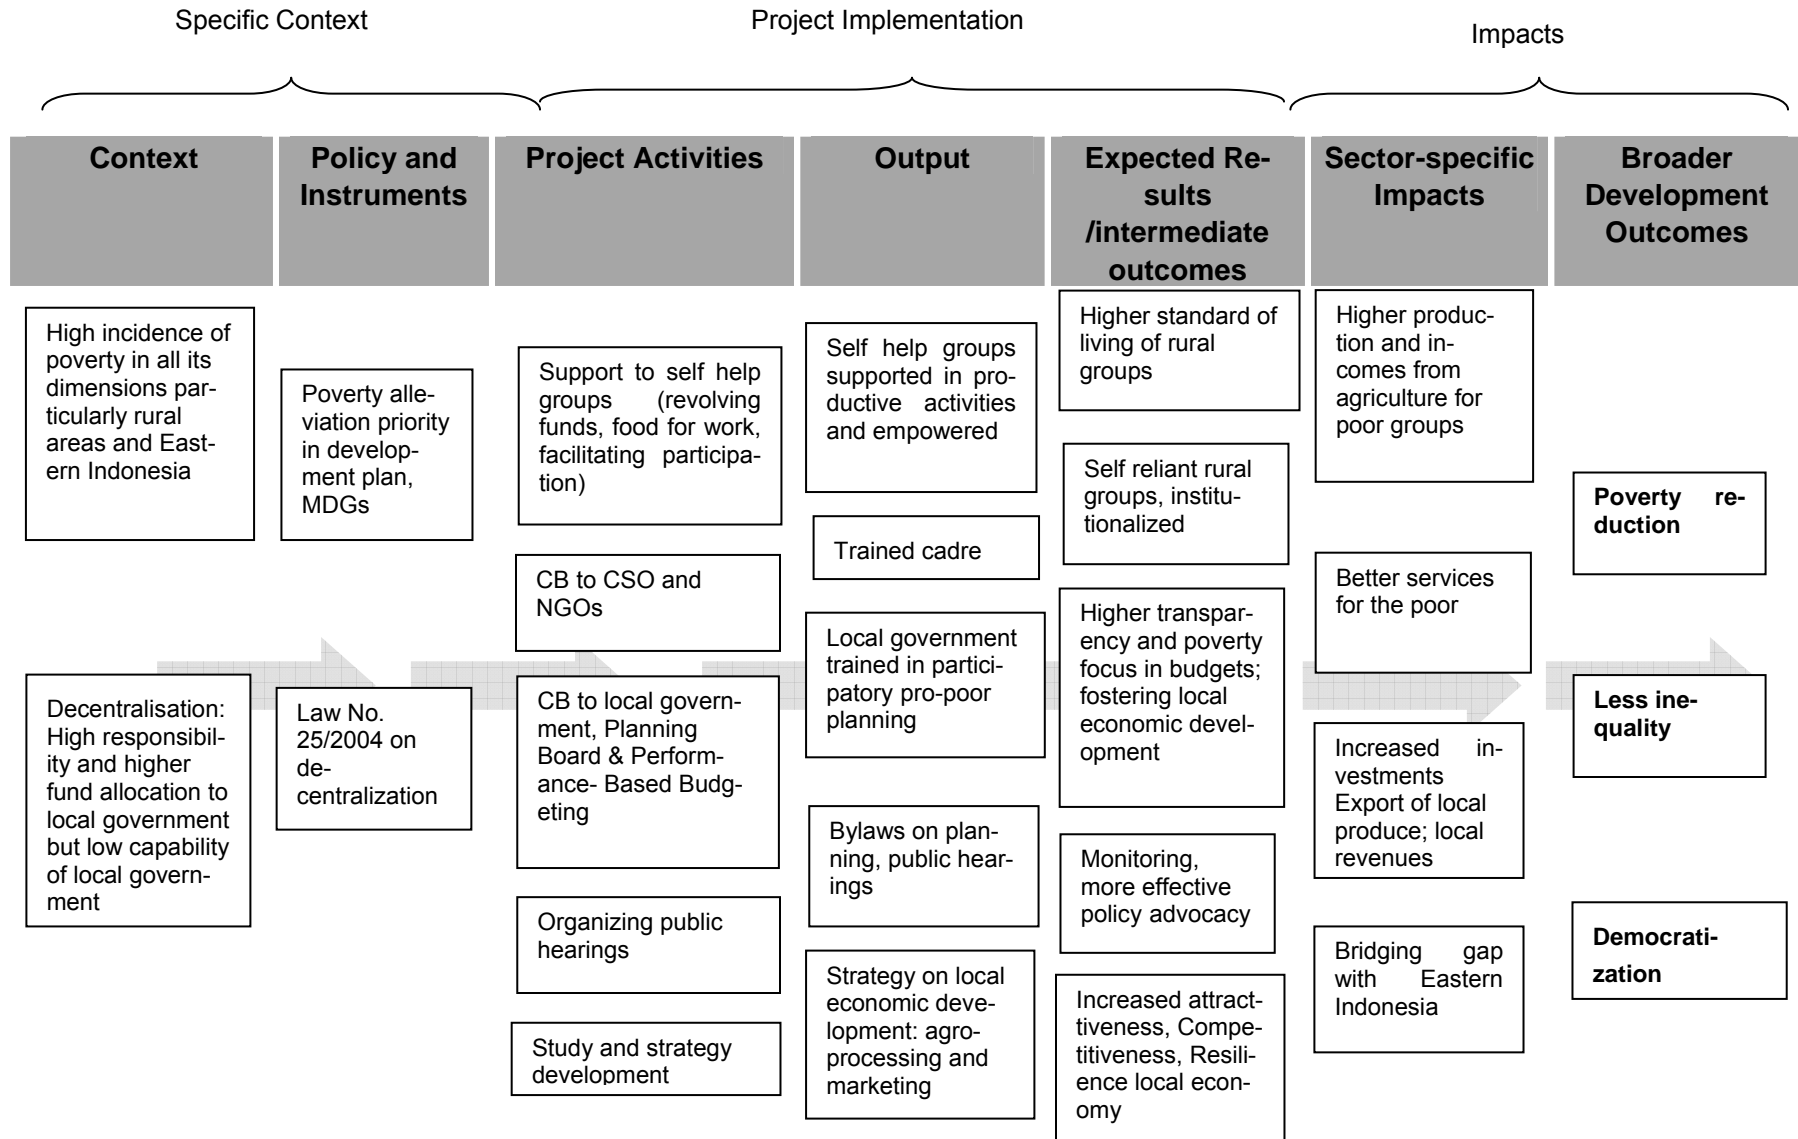 Specific Context
Project Implementation
Impacts
Context
Policy and
Instruments
Project Activities
Output
Expected Re-
sults
/intermediate
outcomes
Sector-specific
Impacts
Broader
Development
Outcomes
High incidence of
poverty in all its
dimensions par-
ticularly rural
areas and East-
ern Indonesia
Decentralisation:
High responsibil-
ity and higher
fund allocation to
local government
but low capability
of local govern-
ment
Poverty alle-
viation priority
in develop-
ment plan,
MDGs
Law No.
25/2004 on
de-
centralization
Support to self help
groups (revolving
funds, food for work,
facilitating participa-
tion)
CB to CSO and
NGOs
CB to local govern-
ment, Planning
Board & Perform-
ance- Based Budg-
eting
Organizing public
hearings
Study and strategy
development
Self help groups
supported in pro-
ductive activities
and empowered
Trained cadre
Local government
trained in partici-
patory pro-poor
planning
Bylaws on plan-
ning, public hear-
ings
Strategy on local
economic deve-
lopment: agro-
processing and
marketing
Higher standard of
living of rural
groups
Self reliant rural
groups, institu-
tionalized
Higher transpar-
ency and poverty
focus in budgets;
fostering local
economic devel-
opment
Monitoring,
more effective
policy advocacy
Increased attract-
tiveness, Compe-
titiveness, Resili-
ence local econ-
omy
Higher produc-
tion and in-
comes from
agriculture for
poor groups
Better services
for the poor
Increased in-
vestments
Export of local
produce; local
revenues
Bridging gap
with Eastern
Indonesia
Poverty re-
duction
Less ine-
quality
Democrati-
zation